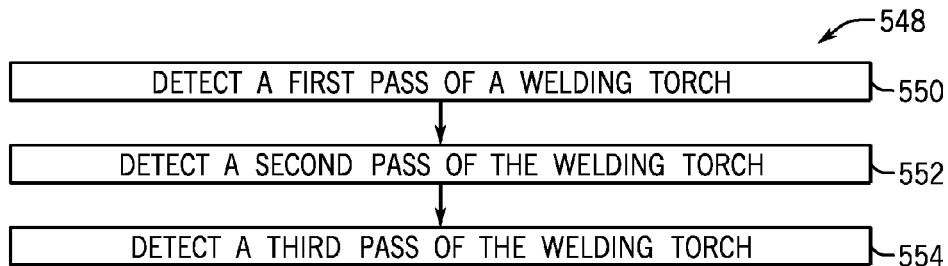 548
DETECT A FIRST PASS OF A WELDING TORCH
550
DETECT A SECOND PASS OF THE WELDING TORCH
552
DETECT A THIRD PASS OF THE WELDING TORCH
554